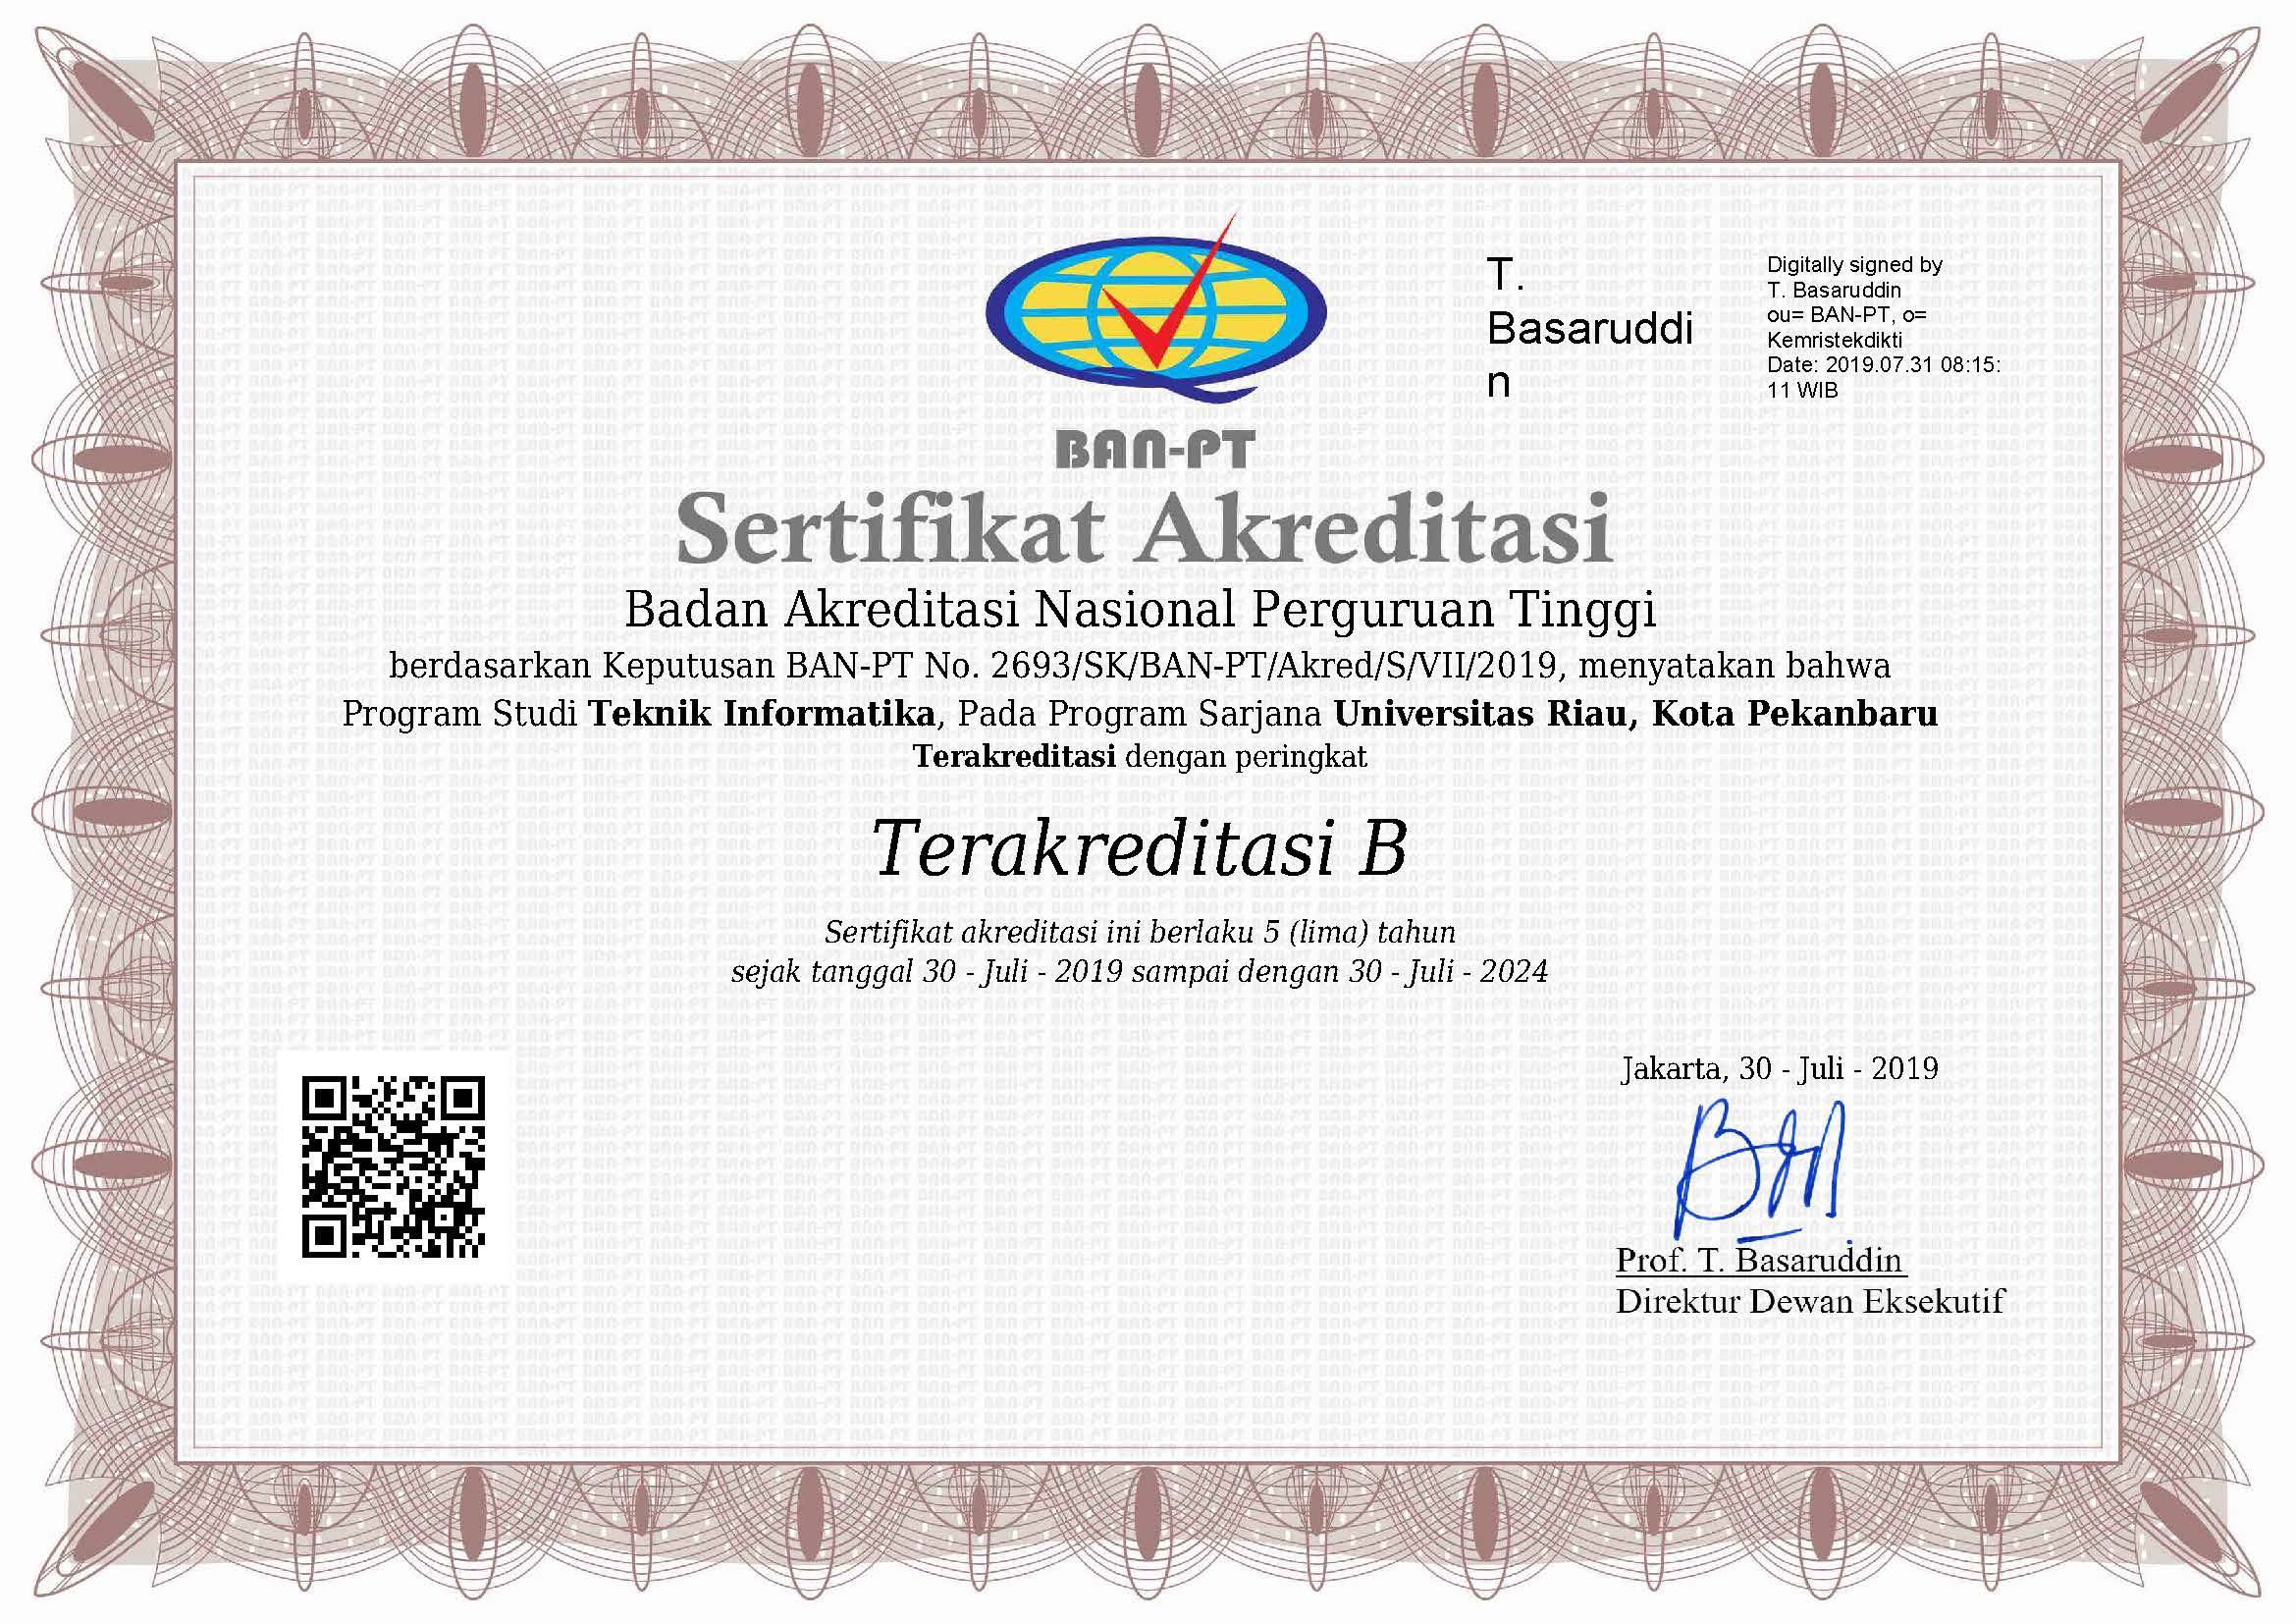 T.
Basaruddi
n
Digitally signed by
T. Basaruddin
ou= BAN-PT, o=
Kemristekdikti
Date: 2019.07.31 08:15:
11 WIB
BAN-PT
Sertifikat Akreditasi
Badan Akreditasi Nasional Perguruan Tinggi
berdasarkan Keputusan BAN-PT No. 2693/SK/BAN-PT/Akred/S/VII/2019, menyatakan bahwa
Program Studi Teknik Informatika, Pada Program Sarjana Universitas Riau, Kota Pekanbaru
Terakreditasi dengan peringkat
Terakreditasi B
Sertifikat akreditasi ini berlaku 5 (lima) tahun
sejak tanggal 30 - Juli - 2019 sampai dengan 30 - Juli - 2024
Jakarta, 30 - Juli - 2019
Prof. T. Basaruddin
Direktur Dewan Eksekutif